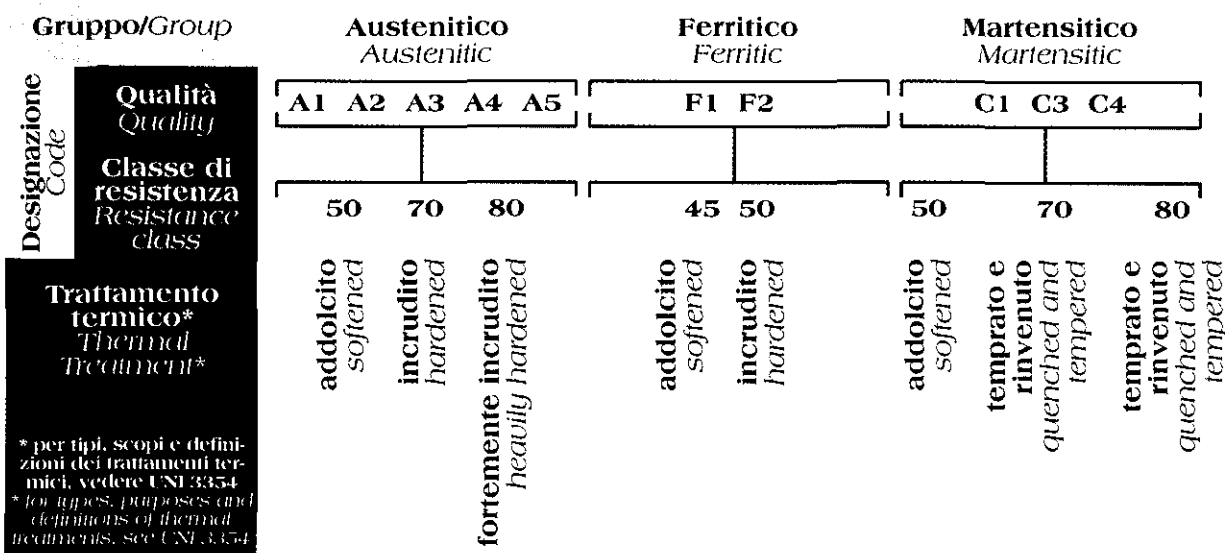 Gruppo/Group
Austenitico
Austenitic
Ferritico
Ferritic
Martensitico
Martensitic
Designazione
Code
Qualità
Quality
A1 A2 A3 A4 A5
F1 F2
C1 C3 C4
Classe di
resistenza
Resistance
class
50 70 80
45 50
50 70 80
Trattamento
termico*
Thermal
Treatment*
addolcito
softened
incrudito
hardened
fortemente incrudito
heavily hardened
addolcito
softened
incrudito
hardened
addolcito
softened
temprato e
rinvenuto
quenched and
tempered
temprato e
rinvenuto
quenched and
tempered
* per tipi, scopi e defini-
zioni dei trattamenti ter-
mici, vedere UNI 3354
* for types, purposes and
definitions of thermal
treatments, see UNI 3354